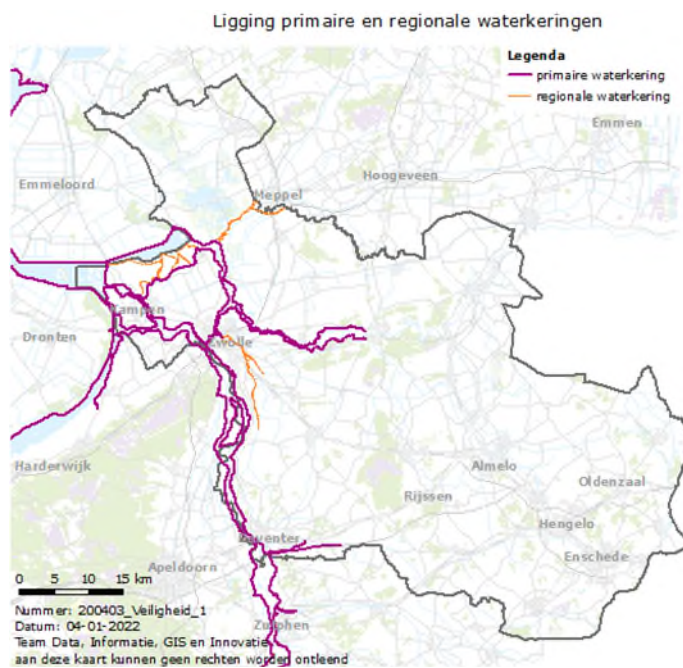 Ligging primaire en regionale waterkeringen
Legenda
primaire waterkering
regionale waterkering
Emmen
Hoogeveen
Emmeloord
Meppel
Kampen
Dronten
Zwolle
Harderwijk
Almelo
Oldenzaal
Rijssen
Hengelo
Deventer
Enschede
Apeldoorn
0 5 10 15 km
Nummer: 200403_Veiligheid_1
Datum: 04-01-2022
Zutphen
Team Data, Informatie, GIS en Innovatie
aan deze kaart kunnen geen rechten worden ontleend